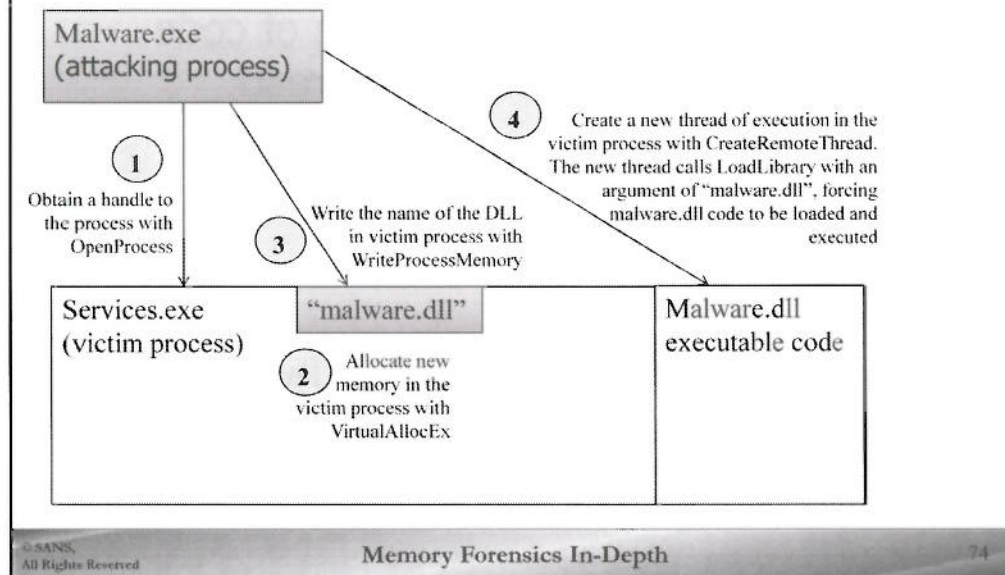 Malware.exe
(attacking process)
1
Obtain a handle to
the process with
OpenProcess
3
Write the name of the DLL
in victim process with
WriteProcessMemory
4
Create a new thread of execution in the
victim process with CreateRemoteThread.
The new thread calls LoadLibrary with an
argument of “malware.dll”, forcing
malware.dll code to be loaded and
executed
Services.exe
(victim process)
“malware.dll”
2
Allocate new
memory in the
victim process with
VirtualAllocEx
Malware.dll
executable code
© SANS,
All Rights Reserved
Memory Forensics In-Depth
74